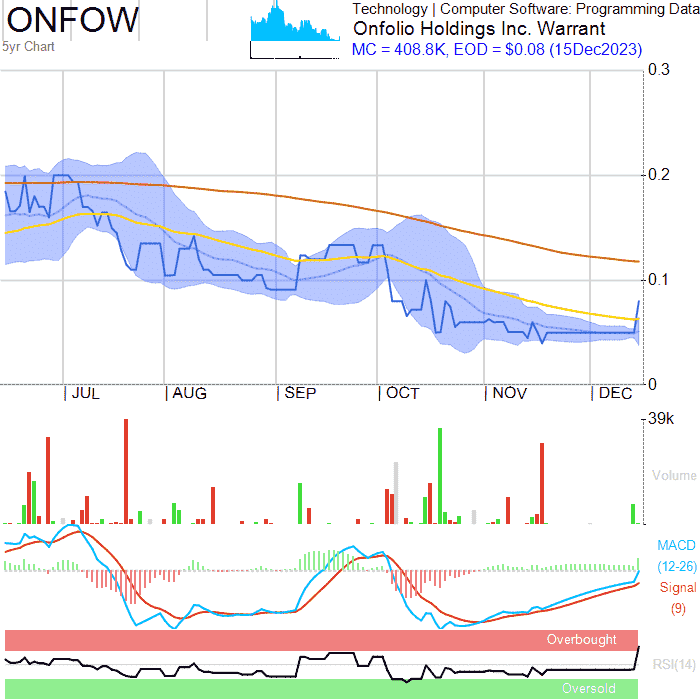 ONFOW
5yr Chart
Technology | Computer Software: Programming Data
Onfolio Holdings Inc. Warrant
MC = 408.8K, EOD = $0.08 (15Dec2023)
0.3
0.2
0.1
0
JUL AUG SEP OCT NOV DEC
39k
Volume
MACD
(12-26)
Signal
(9)
Overbought
RSI(14)
Oversold